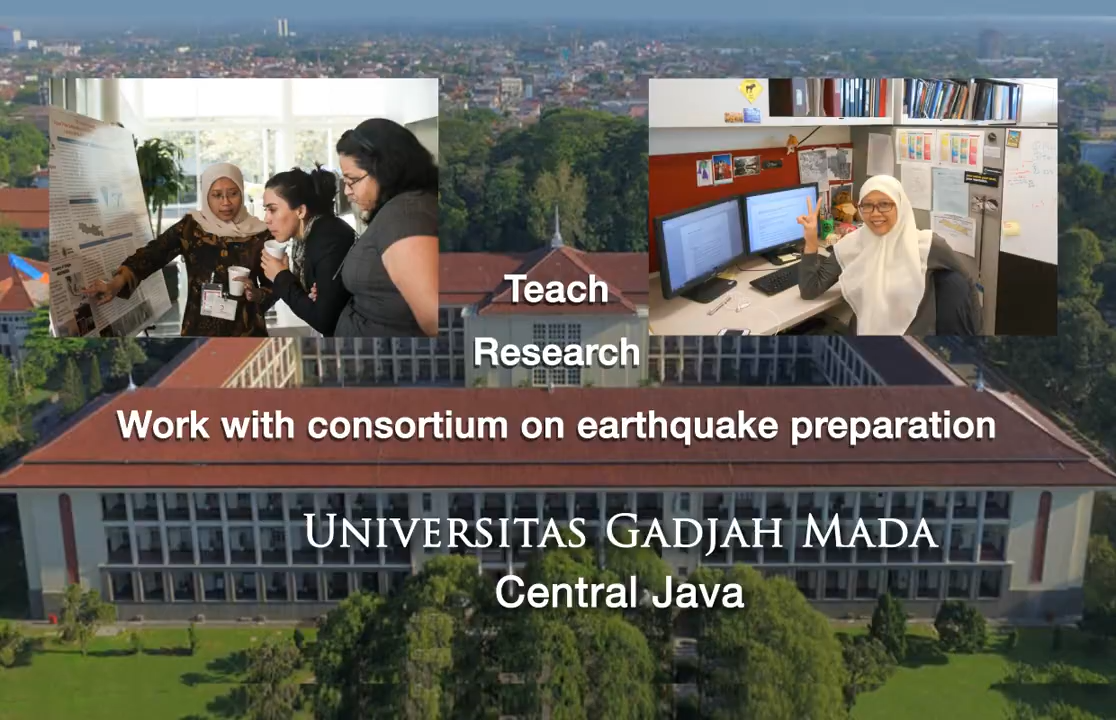 Teach
Research
Work with consortium on earthquake preparation
UNIVERSITAS GADJAH MADA
Central Java